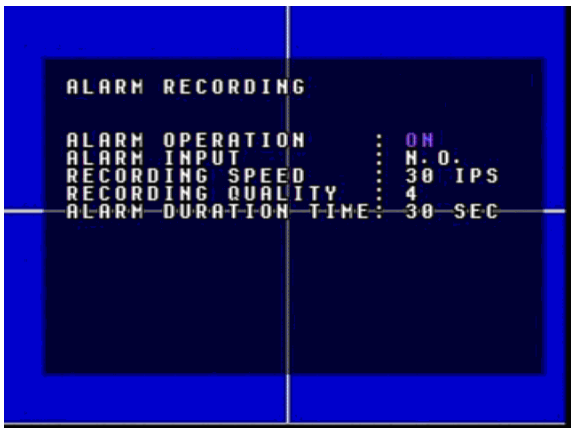 ALARM RECORDING
ALARM OPERATION : ON
ALARM INPUT : N.O.
RECORDING SPEED : 30 IPS
RECORDING QUALITY : 4
ALARM DURATION TIME: 30 SEC